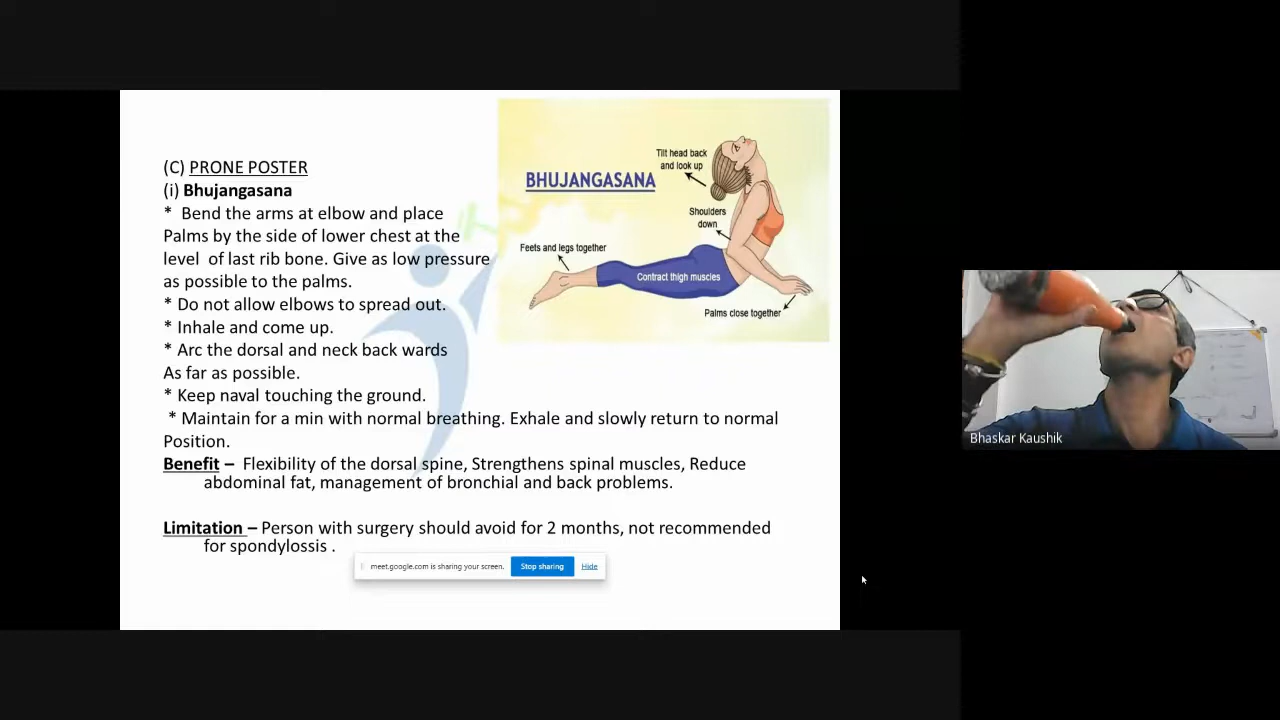 (C) PRONE POSTER
(i) Bhujangasana
* Bend the arms at elbow and place
Palms by the side of lower chest at the
level of last rib bone. Give as low pressure
as possible to the palms.
* Do not allow elbows to spread out.
* Inhale and come up.
* Arc the dorsal and neck back wards
As far as possible.
* Keep naval touching the ground.
* Maintain for a min with normal breathing. Exhale and slowly return to normal
Position.
Benefit – Flexibility of the dorsal spine, Strengthens spinal muscles, Reduce
abdominal fat, management of bronchial and back problems.
Limitation – Person with surgery should avoid for 2 months, not recommended
for spondylossis .
BHUJANGASANA
Tilt head back
and look up
Shoulders
down
Feets and legs together
Contract thigh muscles
Palms close together
meet.google.com is sharing your screen.
Stop sharing
Hide
Bhaskar Kaushik